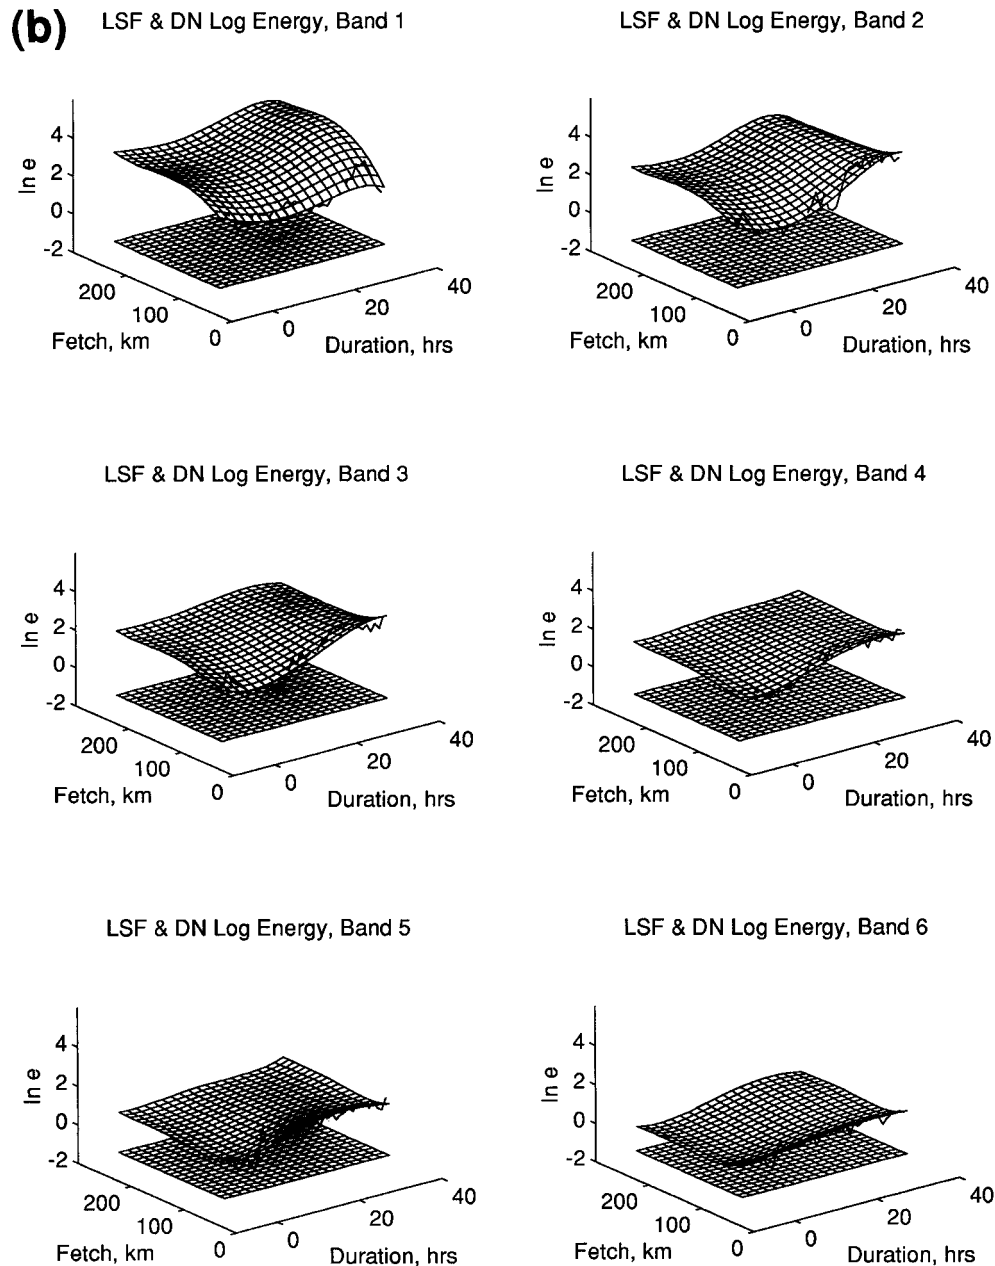 (b)
LSF & DN Log Energy, Band 1
4
2
0
-2
ln e
200
100
0
Fetch, km
0
20
40
Duration, hrs
LSF & DN Log Energy, Band 2
4
2
0
-2
ln e
200
100
0
Fetch, km
0
20
40
Duration, hrs
LSF & DN Log Energy, Band 3
4
2
0
-2
ln e
200
100
0
Fetch, km
0
20
40
Duration, hrs
LSF & DN Log Energy, Band 4
4
2
0
-2
ln e
200
100
0
Fetch, km
0
20
40
Duration, hrs
LSF & DN Log Energy, Band 5
4
2
0
-2
ln e
200
100
0
Fetch, km
0
20
40
Duration, hrs
LSF & DN Log Energy, Band 6
4
2
0
-2
ln e
200
100
0
Fetch, km
0
20
40
Duration, hrs